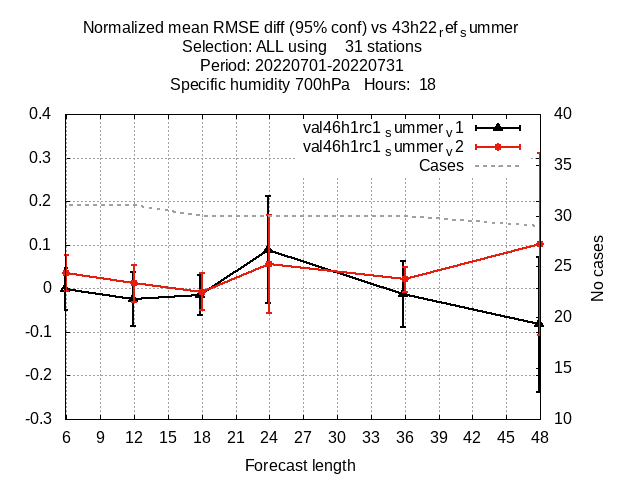 Normalized mean RMSE diff (95% conf) vs 43h22refsummer
Selection: ALL using 31 stations
Period: 20220701-20220731
Specific humidity 700hPa Hours: 18
val46h1rc1summerv1
val46h1rc1summerv2
Cases
0.4
0.3
0.2
0.1
0
-0.1
-0.2
-0.3
40
35
30
25
20
15
10
No cases
6 9 12 15 18 21 24 27 30 33 36 39 42 45 48
Forecast length